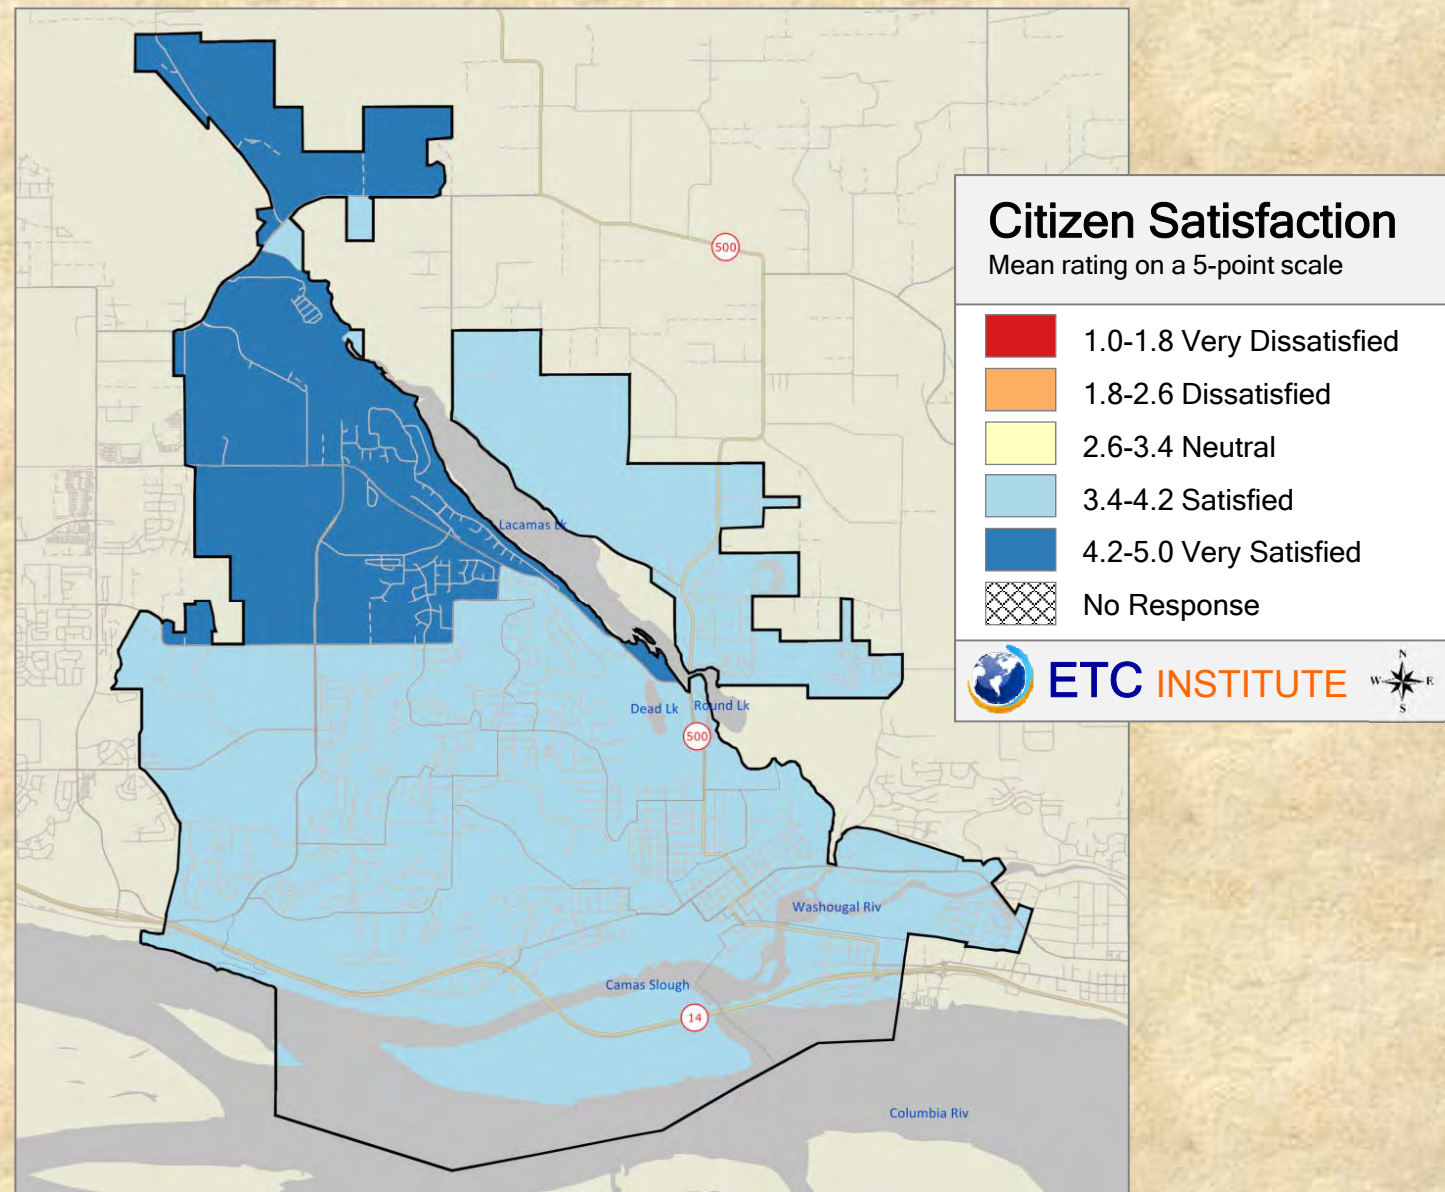 500
Citizen Satisfaction
Mean rating on a 5-point scale
1.0-1.8 Very Dissatisfied
1.8-2.6 Dissatisfied
2.6-3.4 Neutral
3.4-4.2 Satisfied
4.2-5.0 Very Satisfied
No Response
ETC INSTITUTE
N
W E
S
Lacamas Lk
Dead Lk
Round Lk
500
Washougal Riv
Camas Slough
14
Columbia Riv